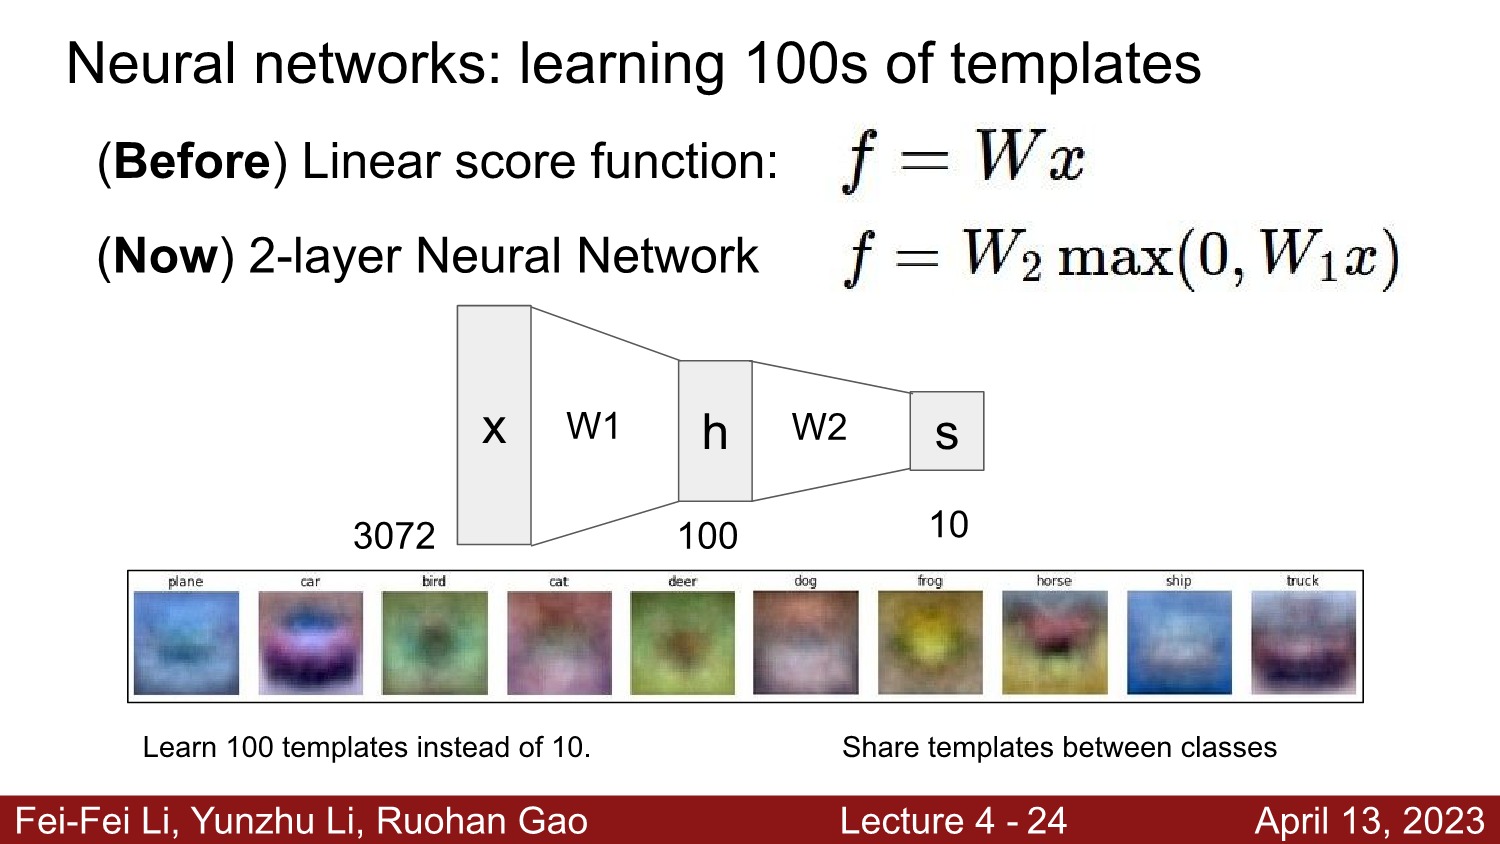 Neural networks: learning 100s of templates
(Before) Linear score function: f = Wx
(Now) 2-layer Neural Network f = W₂ max(0, W₁x)
x W1 h W2 s
3072 100 10
plane car bird cat deer dog frog horse ship truck
Learn 100 templates instead of 10. Share templates between classes
Fei-Fei Li, Yunzhu Li, Ruohan Gao Lecture 4 - 24 April 13, 2023